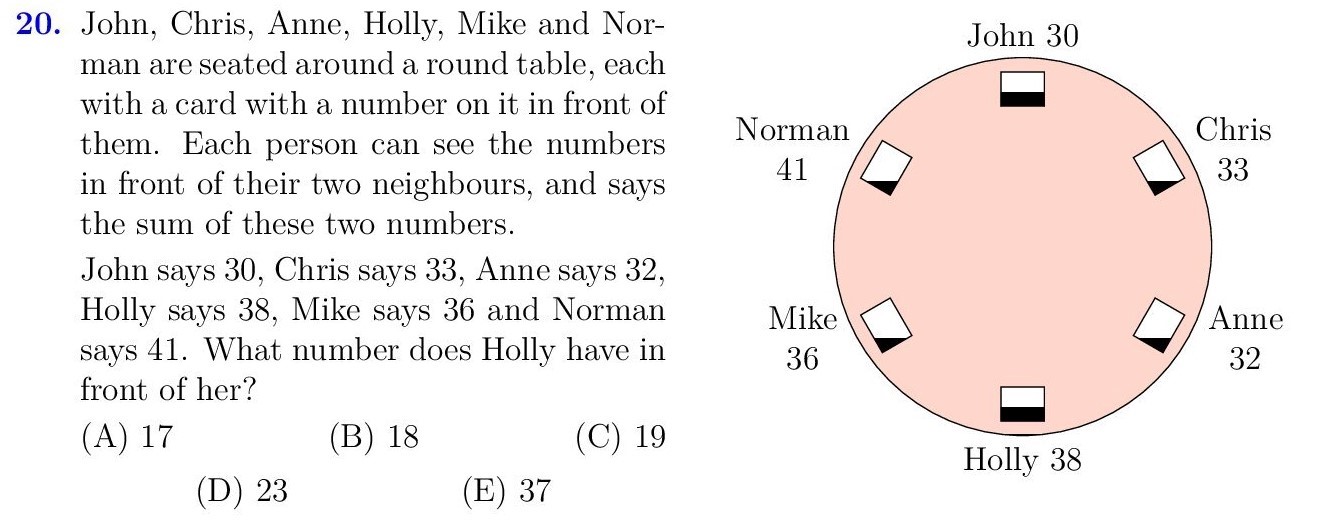 20. John, Chris, Anne, Holly, Mike and Nor-
man are seated around a round table, each
with a card with a number on it in front of
them. Each person can see the numbers
in front of their two neighbours, and says
the sum of these two numbers.
John says 30, Chris says 33, Anne says 32,
Holly says 38, Mike says 36 and Norman
says 41. What number does Holly have in
front of her?
(A) 17 (B) 18 (C) 19
(D) 23 (E) 37
John 30
Norman
41
Chris
33
Mike
36
Anne
32
Holly 38